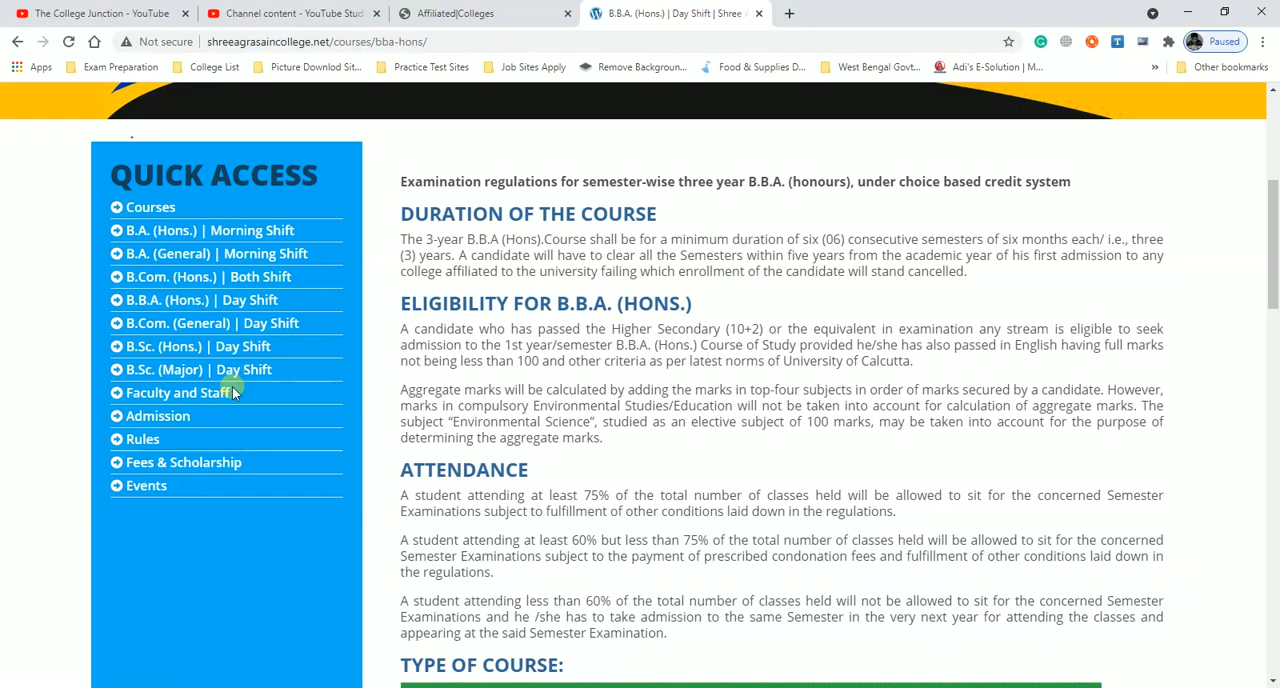 The College Junction - YouTube
Channel content - YouTube Stud
Affiliated|Colleges
B.B.A. (Hons.) | Day Shift | Shree A
Not secure
shreeagrasaincollege.net/courses/bba-hons/
Paused
Apps
Exam Preparation
College List
Picture Downlod Sit...
Practice Test Sites
Job Sites Apply
Remove Backgroun...
Food & Supplies D...
West Bengal Govt...
Adi's E-Solution | M...
»
Other bookmarks
QUICK ACCESS
Courses
B.A. (Hons.) | Morning Shift
B.A. (General) | Morning Shift
B.Com. (Hons.) | Both Shift
B.B.A. (Hons.) | Day Shift
B.Com. (General) | Day Shift
B.Sc. (Hons.) | Day Shift
B.Sc. (Major) | Day Shift
Faculty and Staff
Admission
Rules
Fees & Scholarship
Events
Examination regulations for semester-wise three year B.B.A. (honours), under choice based credit system
DURATION OF THE COURSE
The 3-year B.B.A (Hons).Course shall be for a minimum duration of six (06) consecutive semesters of six months each/ i.e., three
(3) years. A candidate will have to clear all the Semesters within five years from the academic year of his first admission to any
college affiliated to the university failing which enrollment of the candidate will stand cancelled.
ELIGIBILITY FOR B.B.A. (HONS.)
A candidate who has passed the Higher Secondary (10+2) or the equivalent in examination any stream is eligible to seek
admission to the 1st year/semester B.B.A. (Hons.) Course of Study provided he/she has also passed in English having full marks
not being less than 100 and other criteria as per latest norms of University of Calcutta.
Aggregate marks will be calculated by adding the marks in top-four subjects in order of marks secured by a candidate. However,
marks in compulsory Environmental Studies/Education will not be taken into account for calculation of aggregate marks. The
subject “Environmental Science”, studied as an elective subject of 100 marks, may be taken into account for the purpose of
determining the aggregate marks.
ATTENDANCE
A student attending at least 75% of the total number of classes held will be allowed to sit for the concerned Semester
Examinations subject to fulfillment of other conditions laid down in the regulations.
A student attending at least 60% but less than 75% of the total number of classes held will be allowed to sit for the concerned
Semester Examinations subject to the payment of prescribed condonation fees and fulfillment of other conditions laid down in
the regulations.
A student attending less than 60% of the total number of classes held will not be allowed to sit for the concerned Semester
Examinations and he /she has to take admission to the same Semester in the very next year for attending the classes and
appearing at the said Semester Examination.
TYPE OF COURSE: